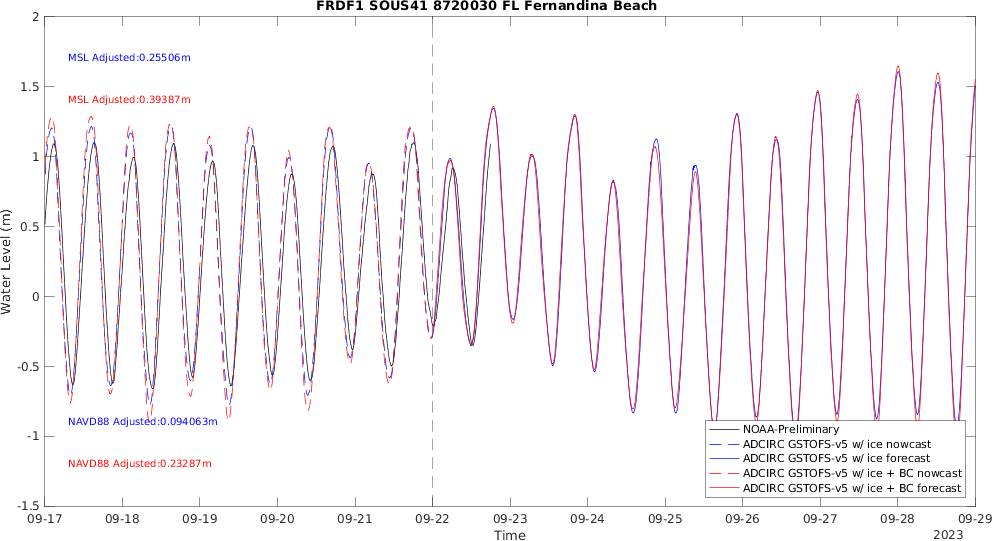 FRDF1 SOUS41 8720030 FL Fernandina Beach
2
1.5
1
0.5
0
-0.5
-1
-1.5
Water Level (m)
MSL Adjusted:0.25506m
MSL Adjusted:0.39387m
NAVD88 Adjusted:0.094063m
NAVD88 Adjusted:0.23287m
NOAA-Preliminary
ADCIRC GSTOFS-v5 w/ ice nowcast
ADCIRC GSTOFS-v5 w/ ice forecast
ADCIRC GSTOFS-v5 w/ ice + BC nowcast
ADCIRC GSTOFS-v5 w/ ice + BC forecast
09-17 09-18 09-19 09-20 09-21 09-22 09-23 09-24 09-25 09-26 09-27 09-28 09-29
Time
2023